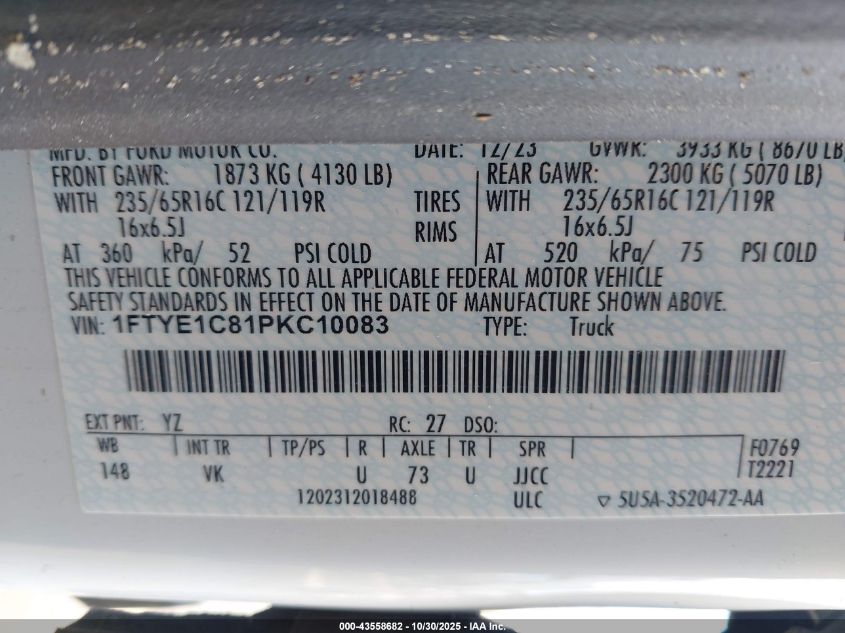 MFD. BY FORD MOTOR CO. DATE: 12/23 GVWR: 3933 KG ( 8670 LB)
FRONT GAWR: 1873 KG ( 4130 LB) REAR GAWR: 2300 KG ( 5070 LB)
WITH 235/65R16C 121/119R TIRES WITH 235/65R16C 121/119R
16x6.5J RIMS 16x6.5J
AT 360 kPa/ 52 PSI COLD AT 520 kPa/ 75 PSI COLD
THIS VEHICLE CONFORMS TO ALL APPLICABLE FEDERAL MOTOR VEHICLE
SAFETY STANDARDS IN EFFECT ON THE DATE OF MANUFACTURE SHOWN ABOVE.
VIN: 1FTYE1C81PKC10083 TYPE: Truck
EXT PNT: YZ RC: 27 DSO:
WB INT TR TP/PS R AXLE TR SPR F0769
148 VK U 73 U JJCC T2221
1202312018488 ULC 5U5A-3520472-AA
000-43558682 - 10/30/2025 - IAA Inc.